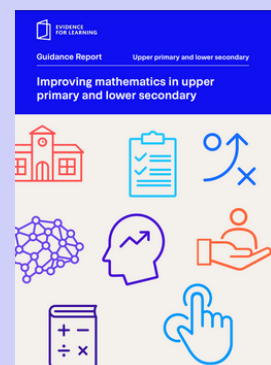 EVIDENCE
FOR LEARNING
Guidance Report
Upper primary and lower secondary
Improving mathematics in upper
primary and lower secondary
+ −
÷ ×